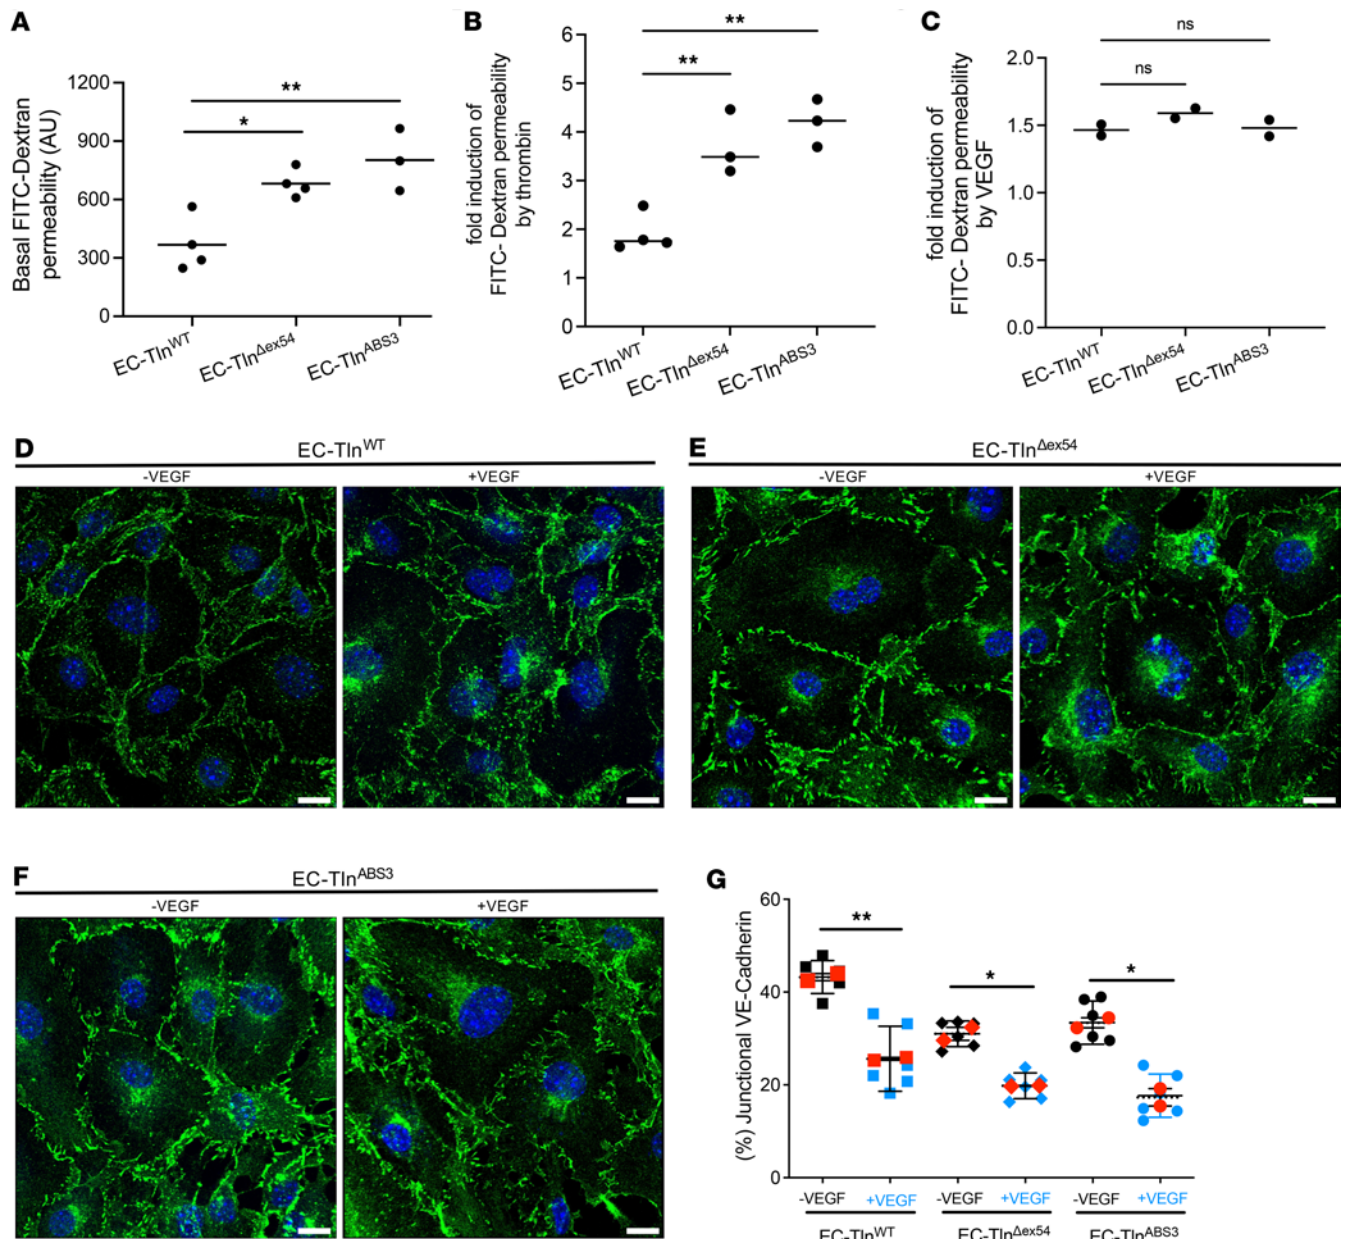 A
Basal FITC-Dextran
permeability (AU)
1200
900
600
300
0
**
*
EC-Tln^WT
EC-Tln^Δex54
EC-Tln^ABS3
B
fold induction of
FITC- Dextran permeability
by thrombin
6
5
4
3
2
1
0
**
**
EC-Tln^WT
EC-Tln^Δex54
EC-Tln^ABS3
C
fold induction of
FITC- Dextran permeability
by VEGF
2.0
1.5
1.0
0.5
0.0
ns
ns
EC-Tln^WT
EC-Tln^Δex54
EC-Tln^ABS3
D
EC-Tln^WT
-VEGF
+VEGF
E
EC-Tln^Δex54
-VEGF
+VEGF
F
EC-Tln^ABS3
-VEGF
+VEGF
G
(%) Junctional VE-Cadherin
60
40
20
0
**
*
*
-VEGF +VEGF -VEGF +VEGF -VEGF +VEGF
EC-Tln^WT EC-Tln^Δex54 EC-Tln^ABS3